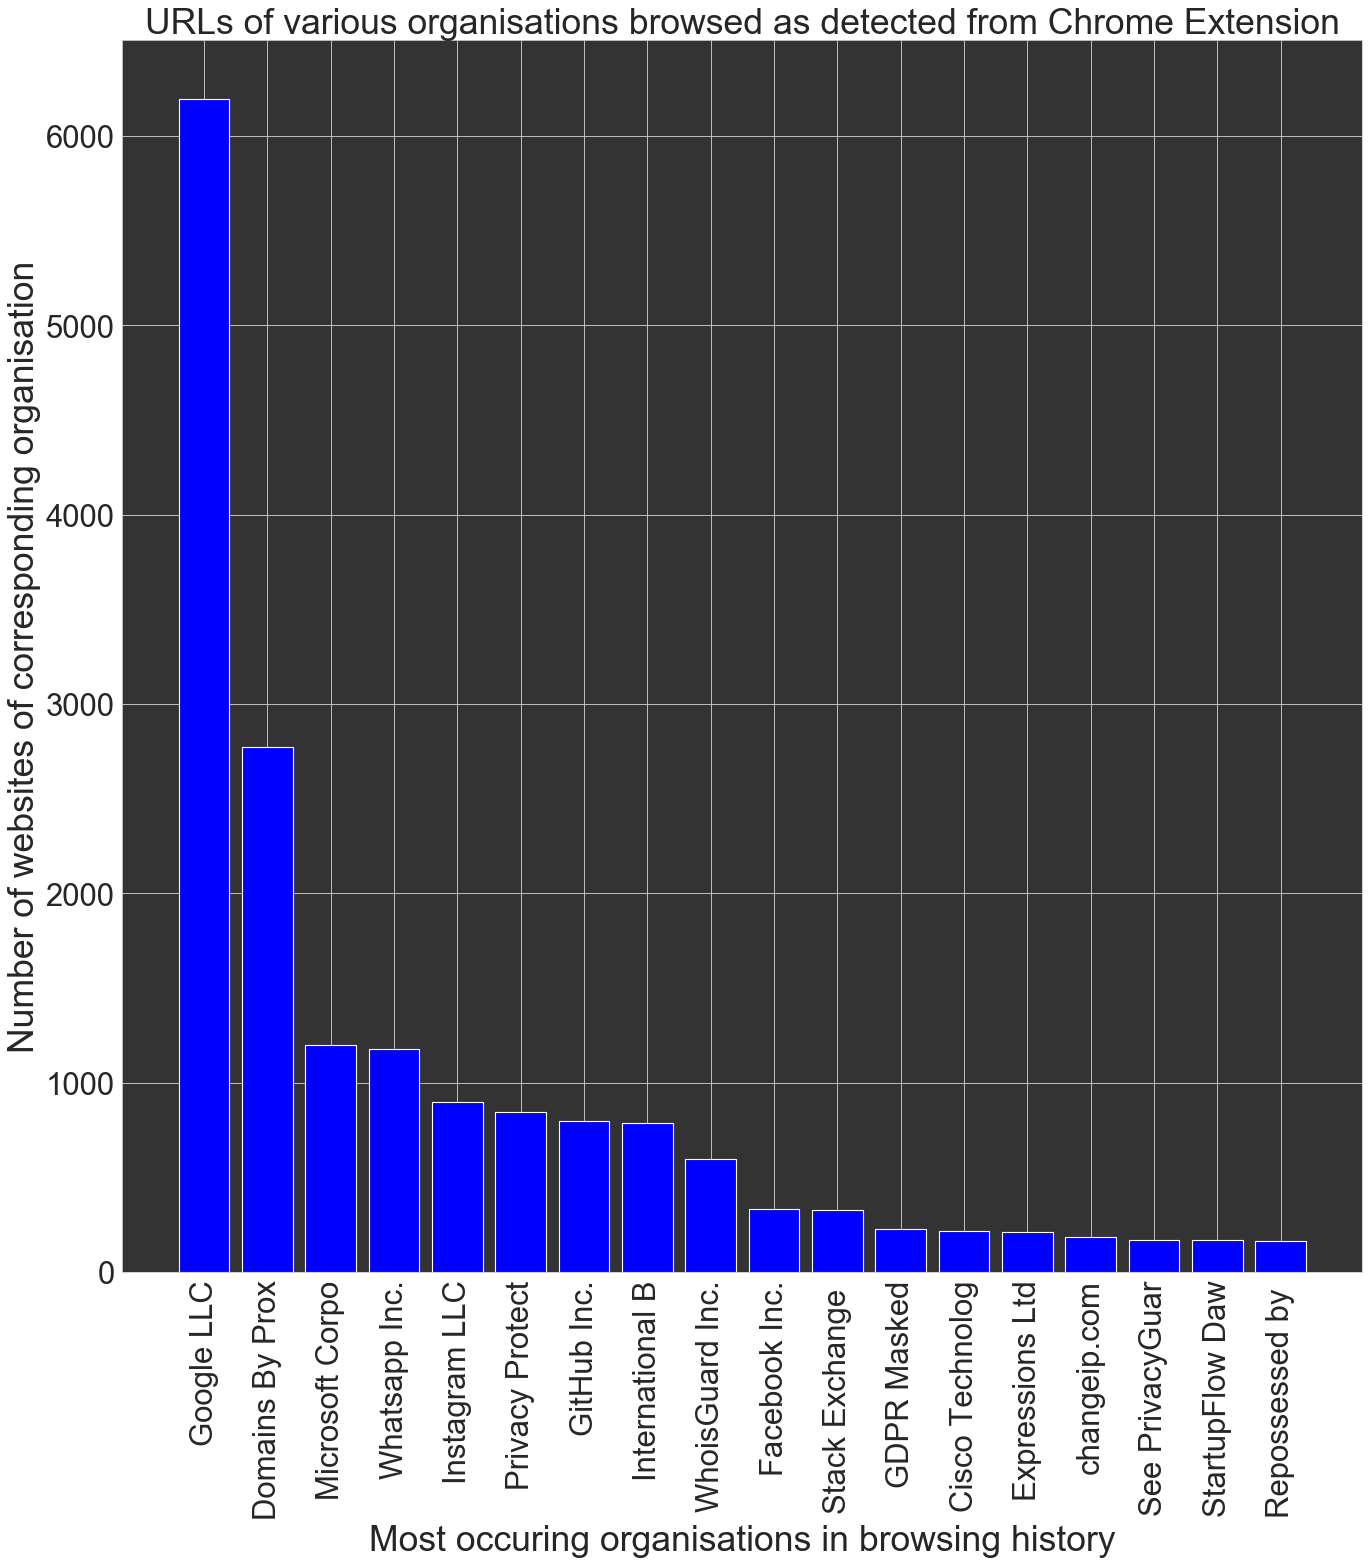 URLs of various organisations browsed as detected from Chrome Extension
Number of websites of corresponding organisation
6000
5000
4000
3000
2000
1000
0
Google LLC
Domains By Prox
Microsoft Corpo
Whatsapp Inc.
Instagram LLC
Privacy Protect
GitHub Inc.
International B
WhoisGuard Inc.
Facebook Inc.
Stack Exchange
GDPR Masked
Cisco Technolog
Expressions Ltd
changeip.com
See PrivacyGuar
StartupFlow Daw
Repossessed by
Most occuring organisations in browsing history